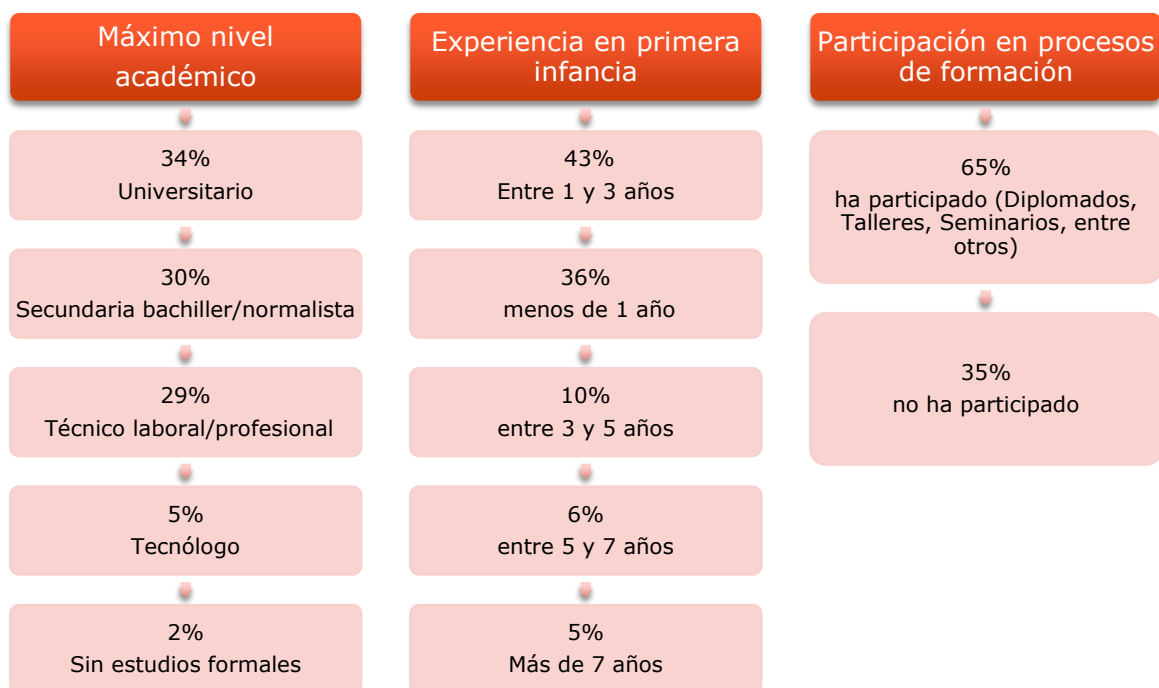 Máximo nivel
académico
34%
Universitario
30%
Secundaria bachiller/normalista
29%
Técnico laboral/profesional
5%
Tecnólogo
2%
Sin estudios formales
Experiencia en primera
infancia
43%
Entre 1 y 3 años
36%
menos de 1 año
10%
entre 3 y 5 años
6%
entre 5 y 7 años
5%
Más de 7 años
Participación en procesos
de formación
65%
ha participado (Diplomados,
Talleres, Seminarios, entre
otros)
35%
no ha participado